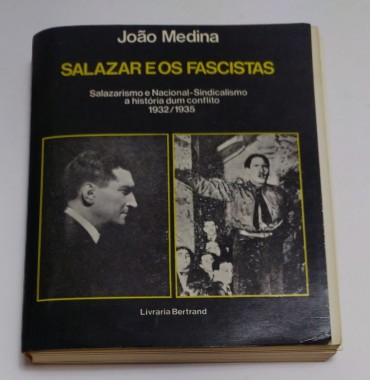 João Medina
SALAZAR E OS FASCISTAS
Salazarismo e Nacional-Sindicalismo
a história dum conflito
1932/1935
Livraria Bertrand